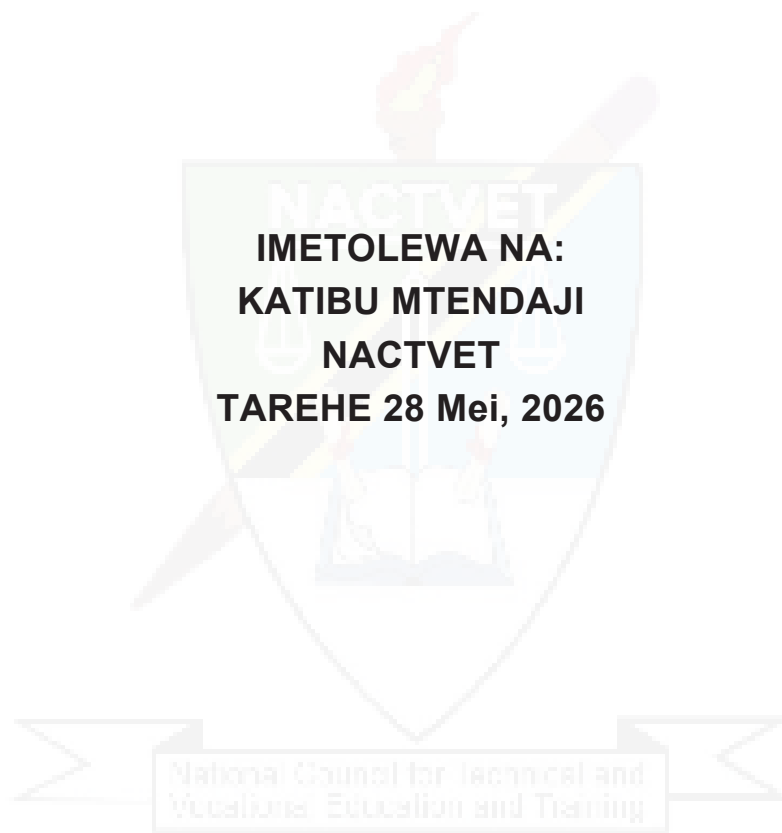 NACTVET
IMETOLEWA NA:
KATIBU MTENDAJI
NACTVET
TAREHE 28 Mei, 2026
National Council for Technical and
Vocational Education and Training